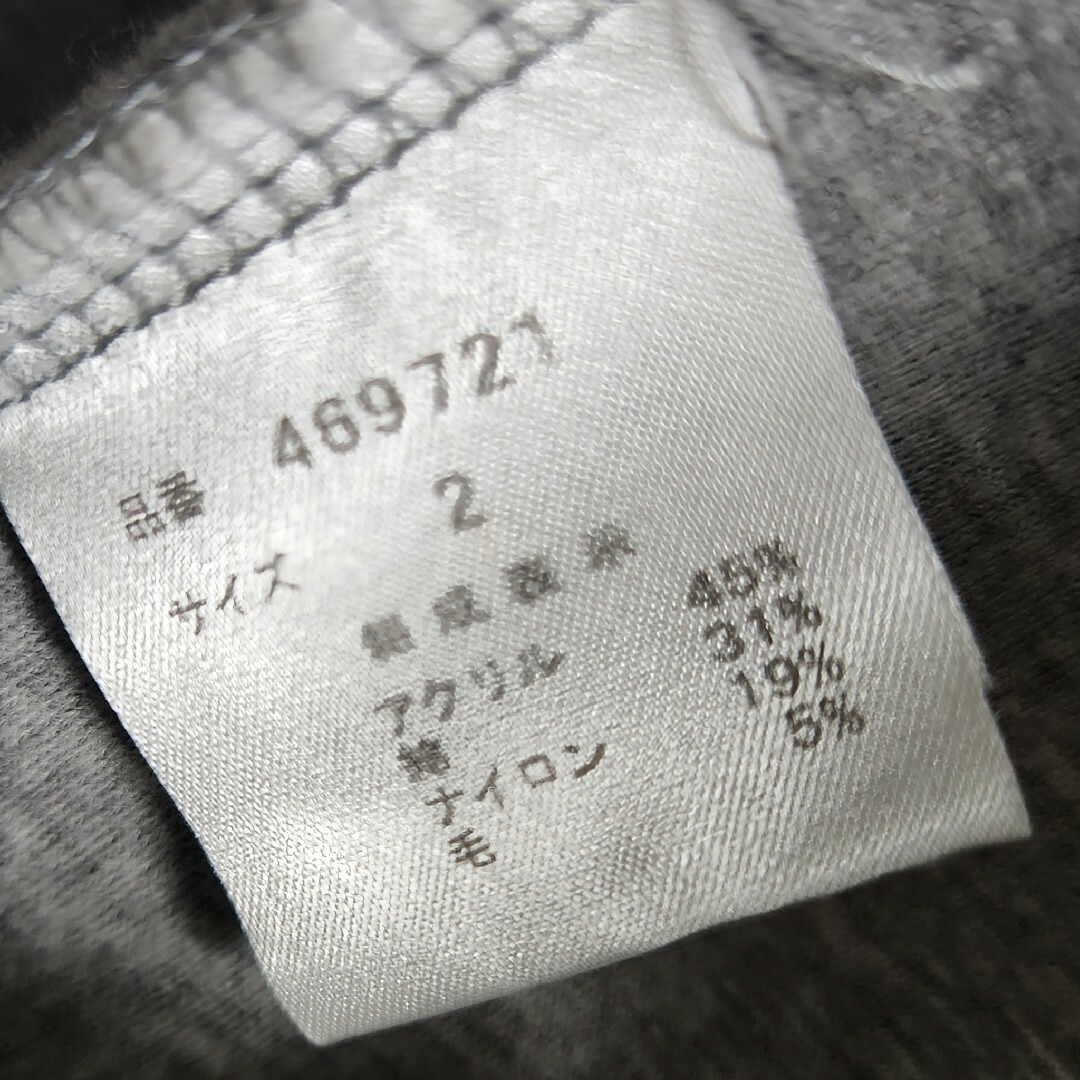 品番 469721
サイズ 2
組成表示
アクリル 45%
綿 31%
ナイロン 19%
毛 5%